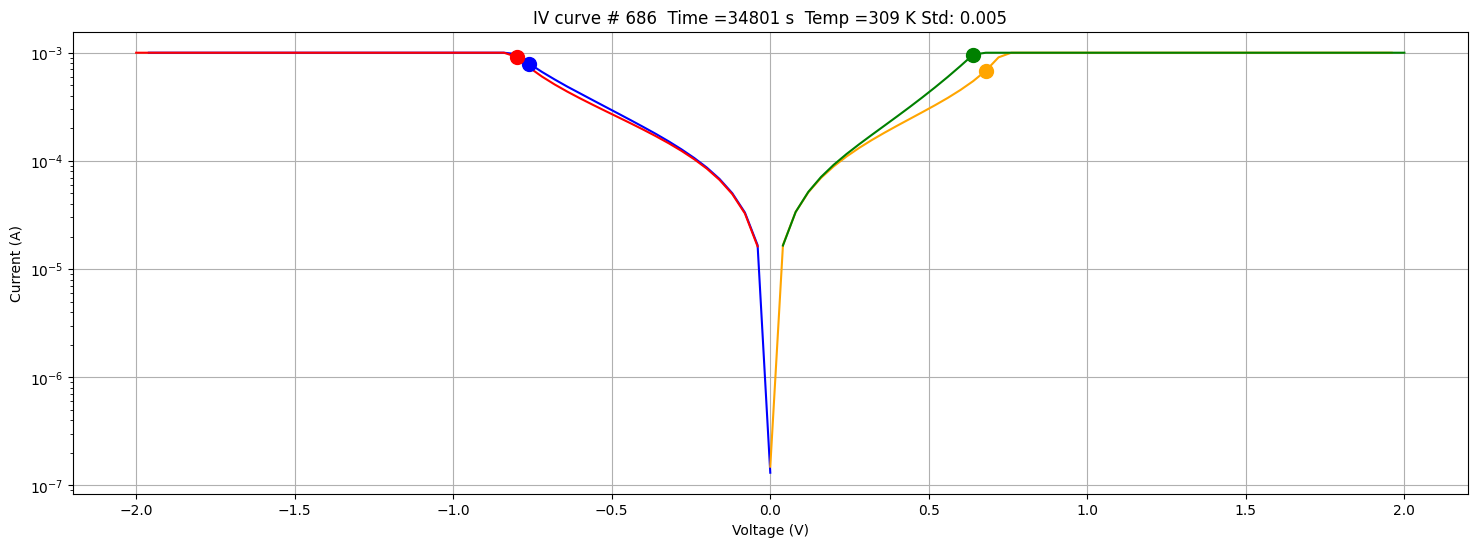 IV curve # 686  Time =34801 s  Temp =309 K Std: 0.005
Current (A)
10⁻³
10⁻⁴
10⁻⁵
10⁻⁶
10⁻⁷
−2.0 −1.5 −1.0 −0.5 0.0 0.5 1.0 1.5 2.0
Voltage (V)